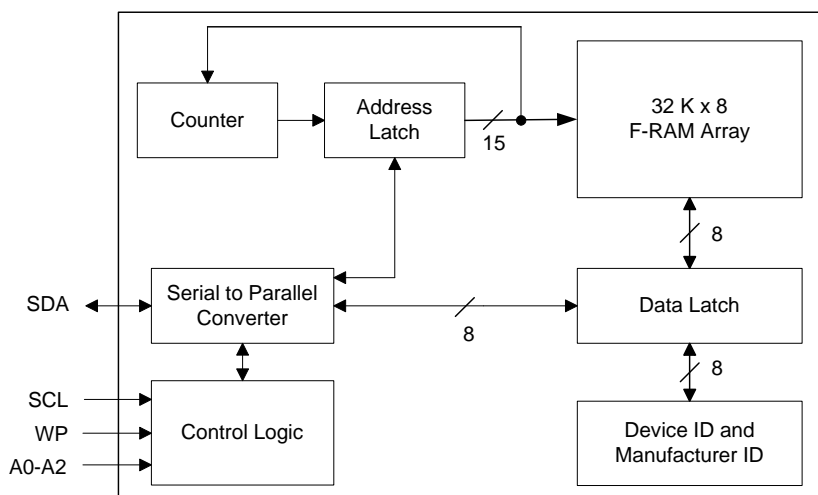 Counter
Address
Latch
15
32 K x 8
F-RAM Array
8
SDA
Serial to Parallel
Converter
8
Data Latch
8
SCL
WP
A0-A2
Control Logic
Device ID and
Manufacturer ID